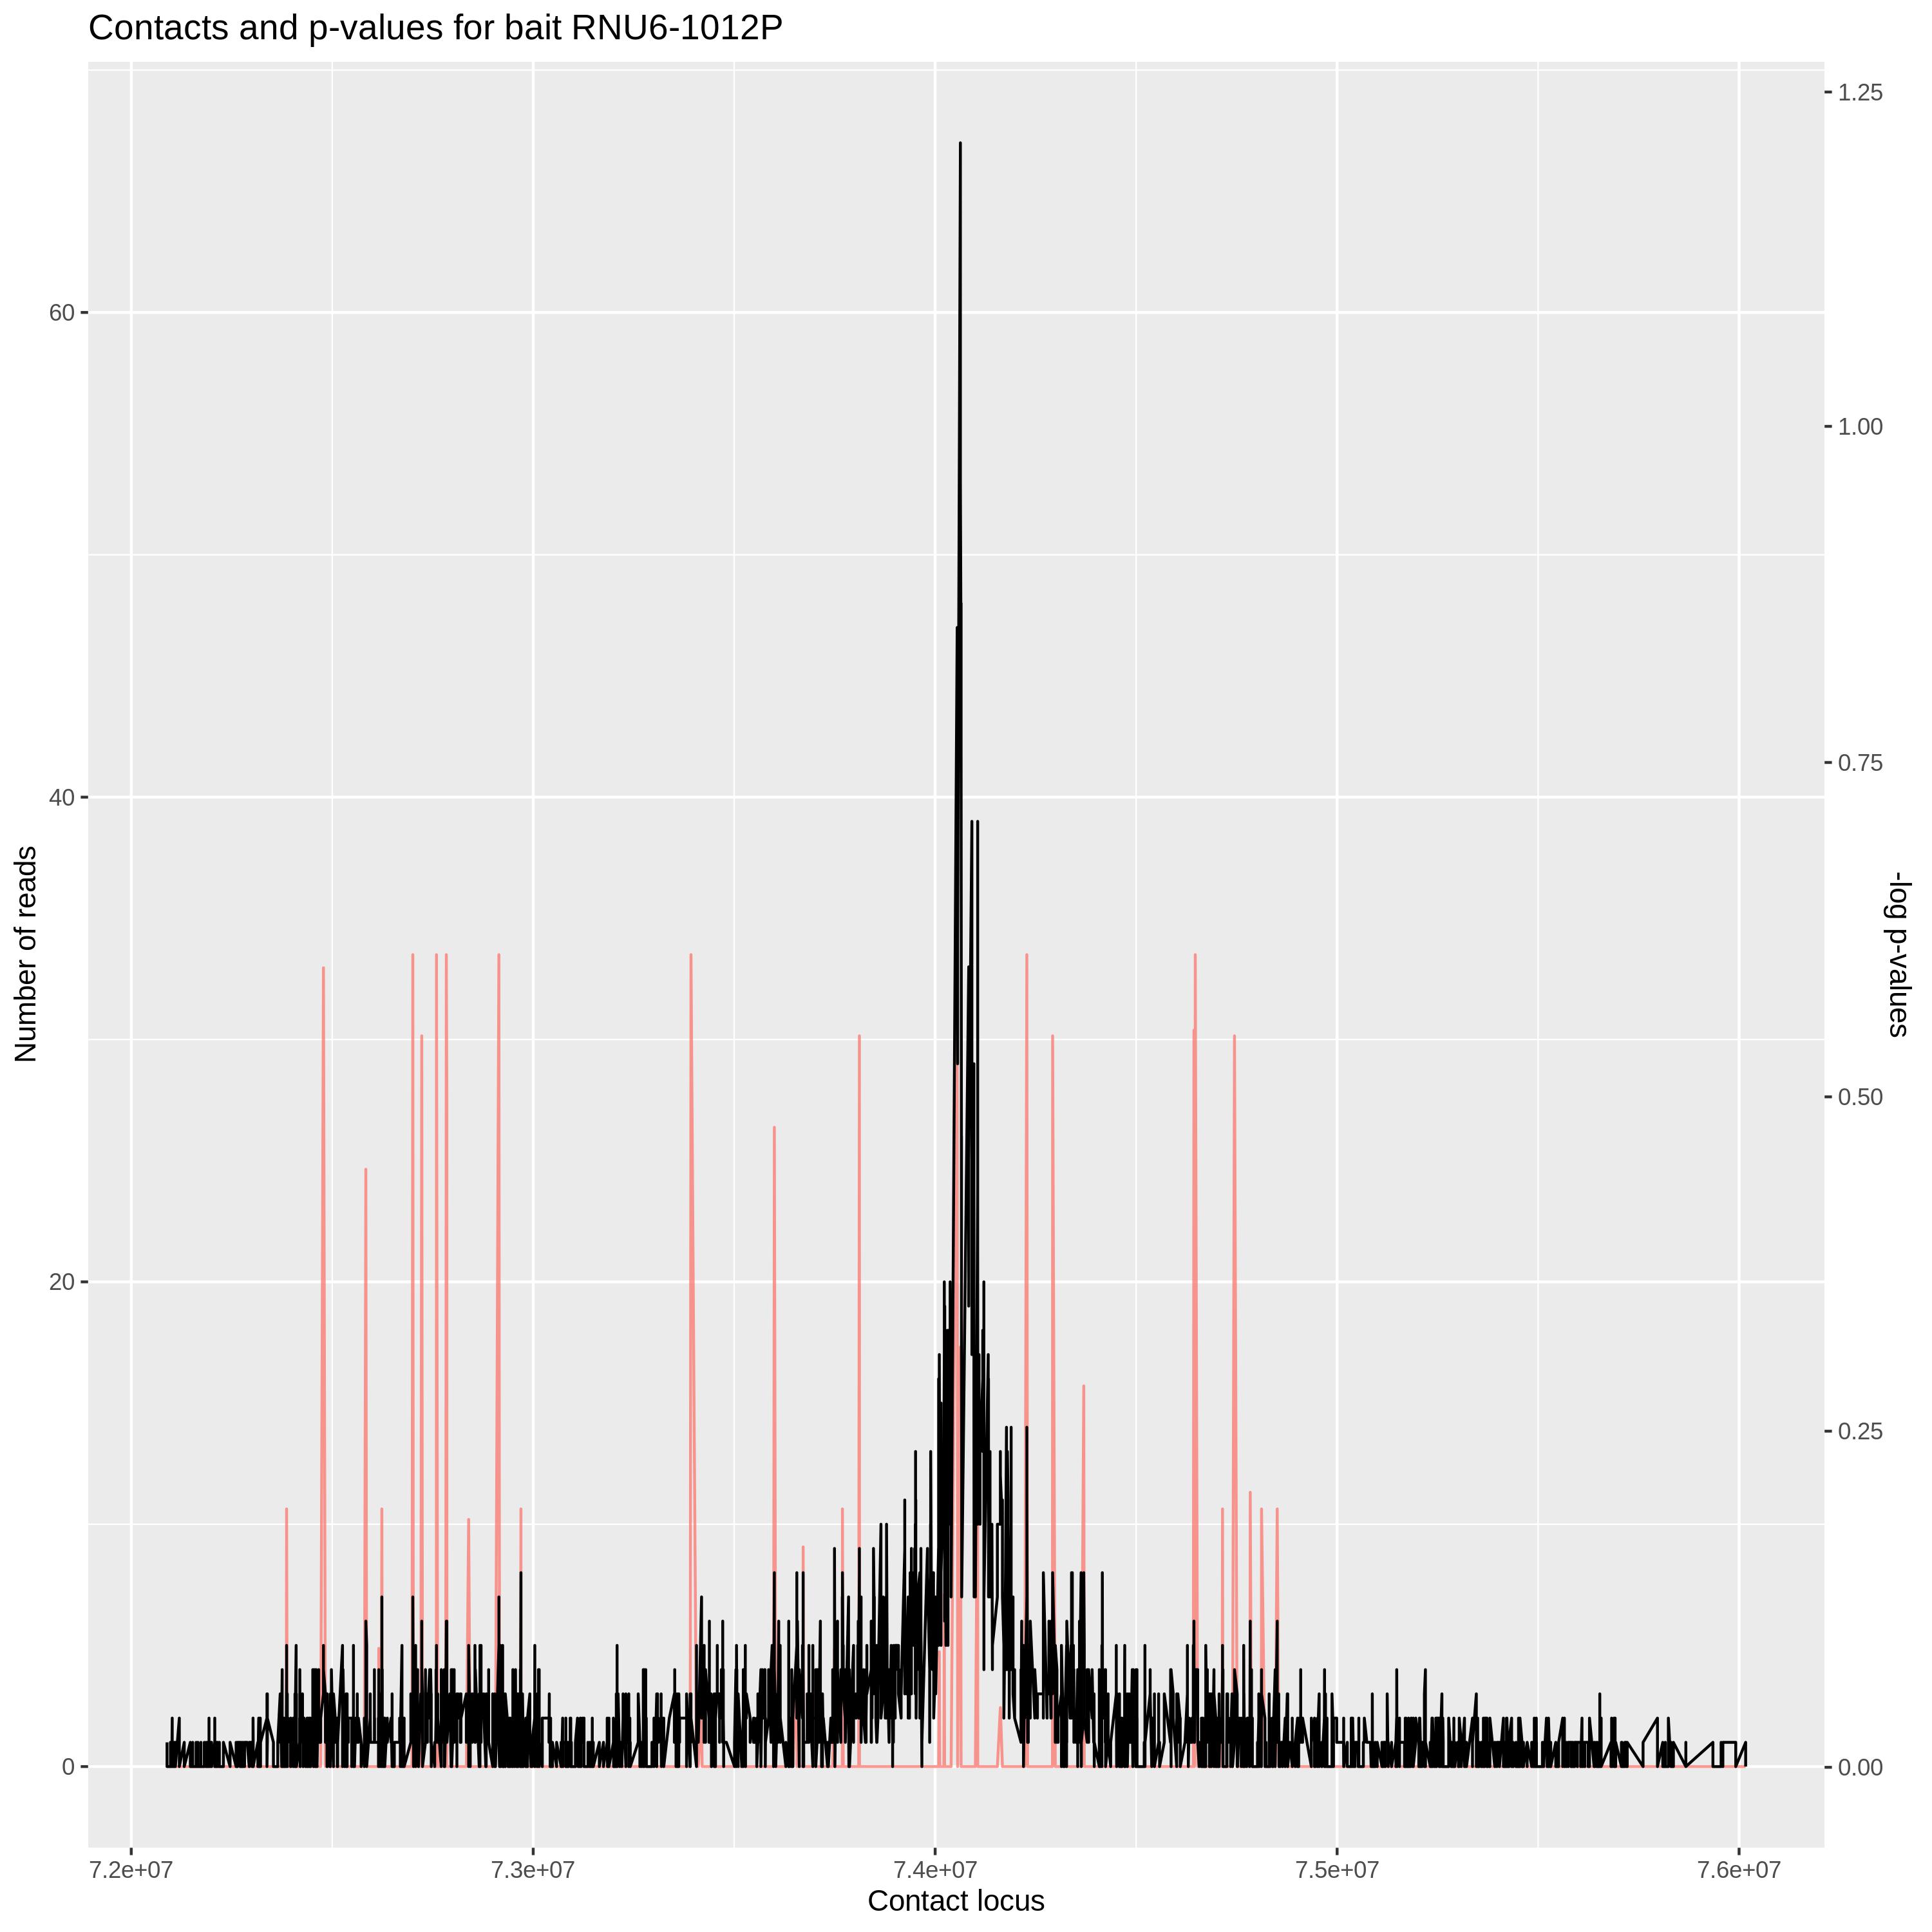 Contacts and p-values for bait RNU6-1012P
1.25
60
1.00
0.75
40
Number of reads
-log p-values
0.50
20
0.25
0
0.00
7.2e+07
7.3e+07
7.4e+07
7.5e+07
7.6e+07
Contact locus